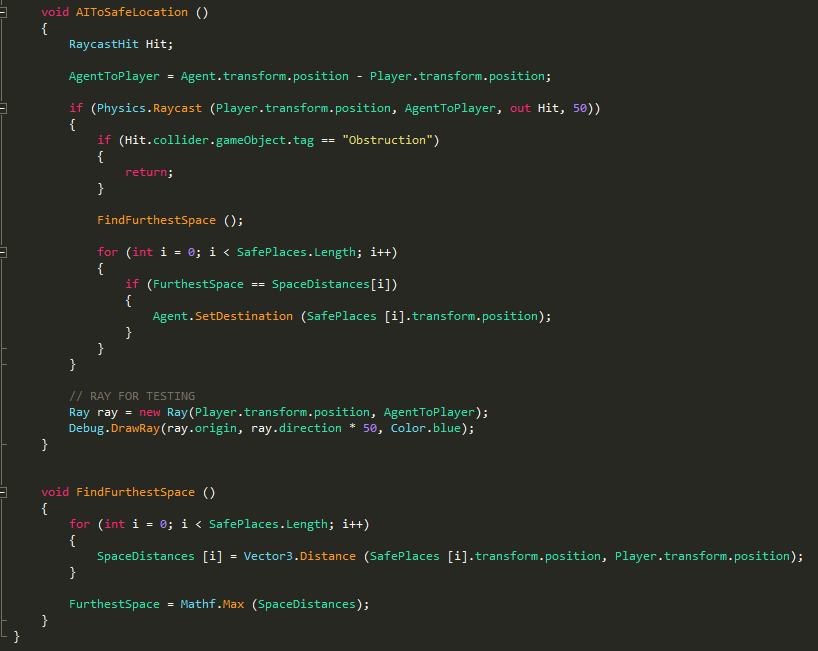 void AIToSafeLocation ()
{
RaycastHit Hit;
AgentToPlayer = Agent.transform.position - Player.transform.position;
if (Physics.Raycast (Player.transform.position, AgentToPlayer, out Hit, 50))
{
if (Hit.collider.gameObject.tag == "Obstruction")
{
return;
}
FindFurthestSpace ();
for (int i = 0; i < SafePlaces.Length; i++)
{
if (FurthestSpace == SpaceDistances[i])
{
Agent.SetDestination (SafePlaces [i].transform.position);
}
}
}
// RAY FOR TESTING
Ray ray = new Ray(Player.transform.position, AgentToPlayer);
Debug.DrawRay(ray.origin, ray.direction * 50, Color.blue);
}
void FindFurthestSpace ()
{
for (int i = 0; i < SafePlaces.Length; i++)
{
SpaceDistances [i] = Vector3.Distance (SafePlaces [i].transform.position, Player.transform.position);
}
FurthestSpace = Mathf.Max (SpaceDistances);
}
}